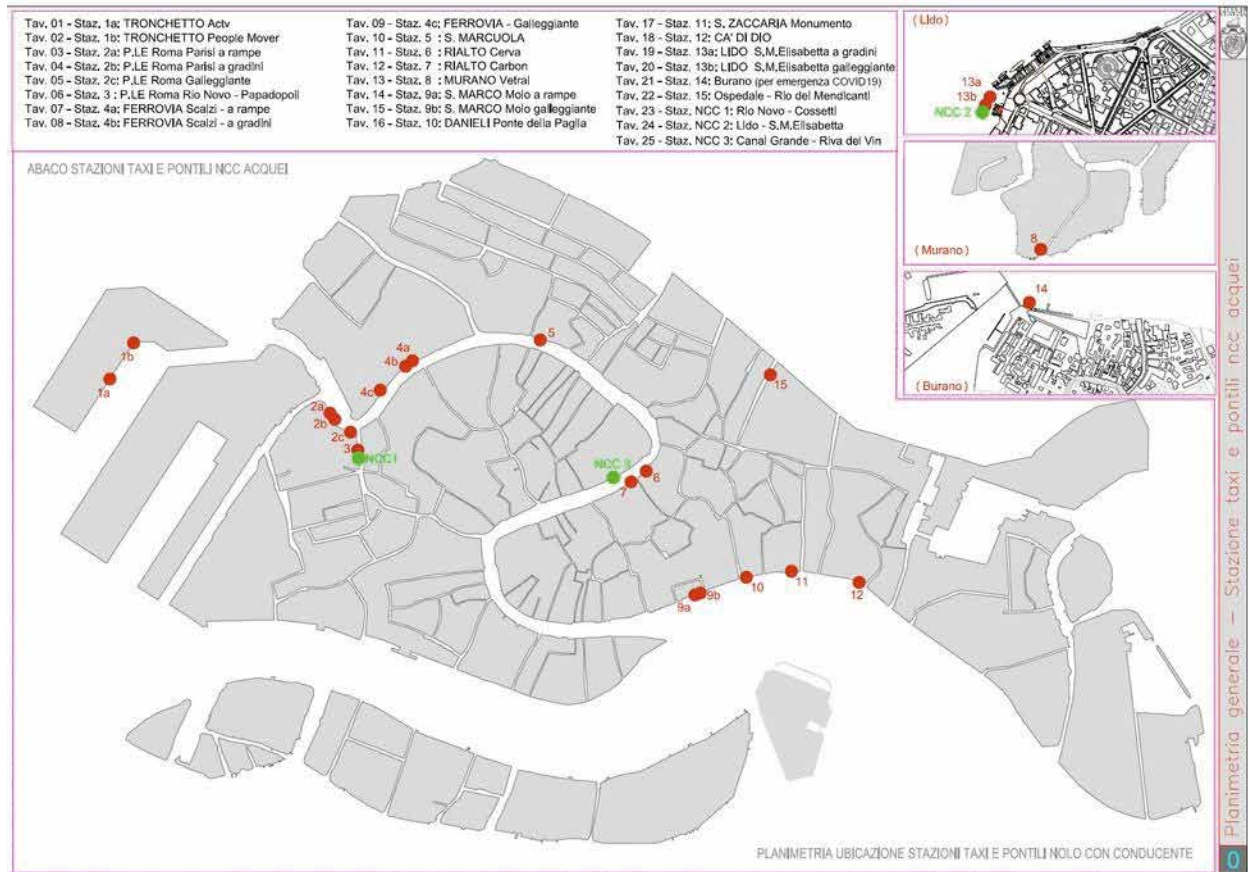 Tav. 01 - Staz. 1a; TRONCHETTO Actv
Tav. 02 - Staz. 1b; TRONCHETTO People Mover
Tav. 03 - Staz. 2a; P.LE Roma Parisi a rampe
Tav. 04 - Staz. 2b; P.LE Roma Parisi a gradini
Tav. 05 - Staz. 2c; P.LE Roma Galleggiante
Tav. 06 - Staz. 3 : P.LE Roma Rio Novo - Papadopoli
Tav. 07 - Staz. 4a; FERROVIA Scalzi - a rampe
Tav. 08 - Staz. 4b; FERROVIA Scalzi - a gradini
Tav. 09 - Staz. 4c; FERROVIA - Galleggiante
Tav. 10 - Staz. 5 : S. MARCUOLA
Tav. 11 - Staz. 6 : RIALTO Cerva
Tav. 12 - Staz. 7 : RIALTO Carbon
Tav. 13 - Staz. 8 : MURANO Vetrai
Tav. 14 - Staz. 9a; S. MARCO Molo a rampe
Tav. 15 - Staz. 9b; S. MARCO Molo galleggiante
Tav. 16 - Staz. 10: DANIELI Ponte della Paglia
Tav. 17 - Staz. 11: S. ZACCARIA Monumento
Tav. 18 - Staz. 12: CA' DI DIO
Tav. 19 - Staz. 13a; LIDO S,M,Elisabetta a gradini
Tav. 20 - Staz. 13b; LIDO S,M,Elisabetta galleggiante
Tav. 21 - Staz. 14: Burano (per emergenza COVID19)
Tav. 22 - Staz. 15: Ospedale - Rio dei Mendicanti
Tav. 23 - Staz. NCC 1: Rio Novo - Cossetti
Tav. 24 - Staz. NCC 2: Lido - S.M.Elisabetta
Tav. 25 - Staz. NCC 3: Canal Grande - Riva del Vin
(Lido)
13a
13b
NCC 2
ABACO STAZIONI TAXI E PONTILI NCC ACQUEI
8
(Murano)
14
(Burano)
1b
1a
5
4a
4b
4c
15
2a
2b
2c
3
NCC1
NCC 3
6
7
10
11
12
9a
9b
PLANIMETRIA UBICAZIONE STAZIONI TAXI E PONTILI NOLO CON CONDUCENTE
Planimetria generale - Stazione taxi e pontili ncc acquei
0